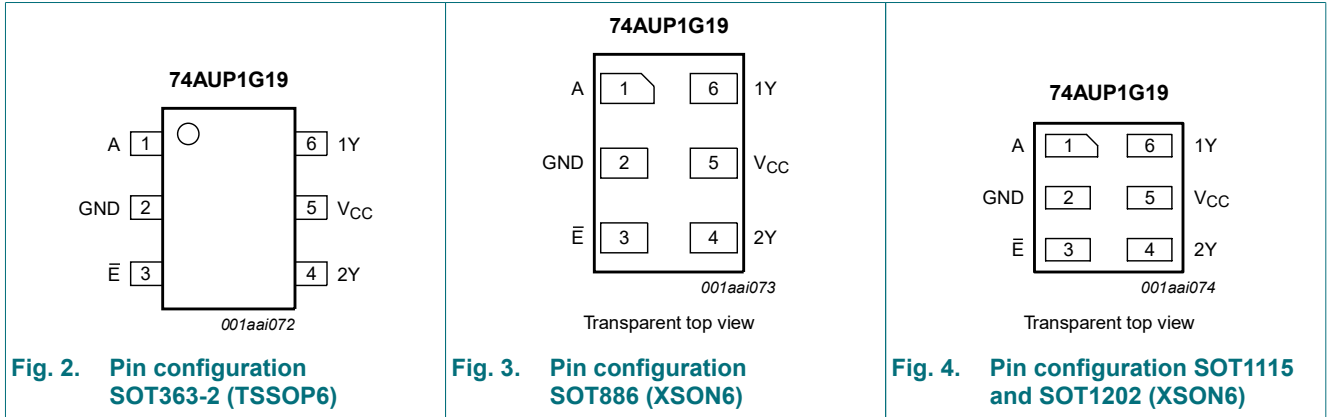 74AUP1G19
A 1 6 1Y
GND 2 5 VCC
E̅ 3 4 2Y
001aai072
Fig. 2. Pin configuration
SOT363-2 (TSSOP6)
74AUP1G19
A 1 6 1Y
GND 2 5 VCC
E̅ 3 4 2Y
001aai073
Transparent top view
Fig. 3. Pin configuration
SOT886 (XSON6)
74AUP1G19
A 1 6 1Y
GND 2 5 VCC
E̅ 3 4 2Y
001aai074
Transparent top view
Fig. 4. Pin configuration SOT1115
and SOT1202 (XSON6)